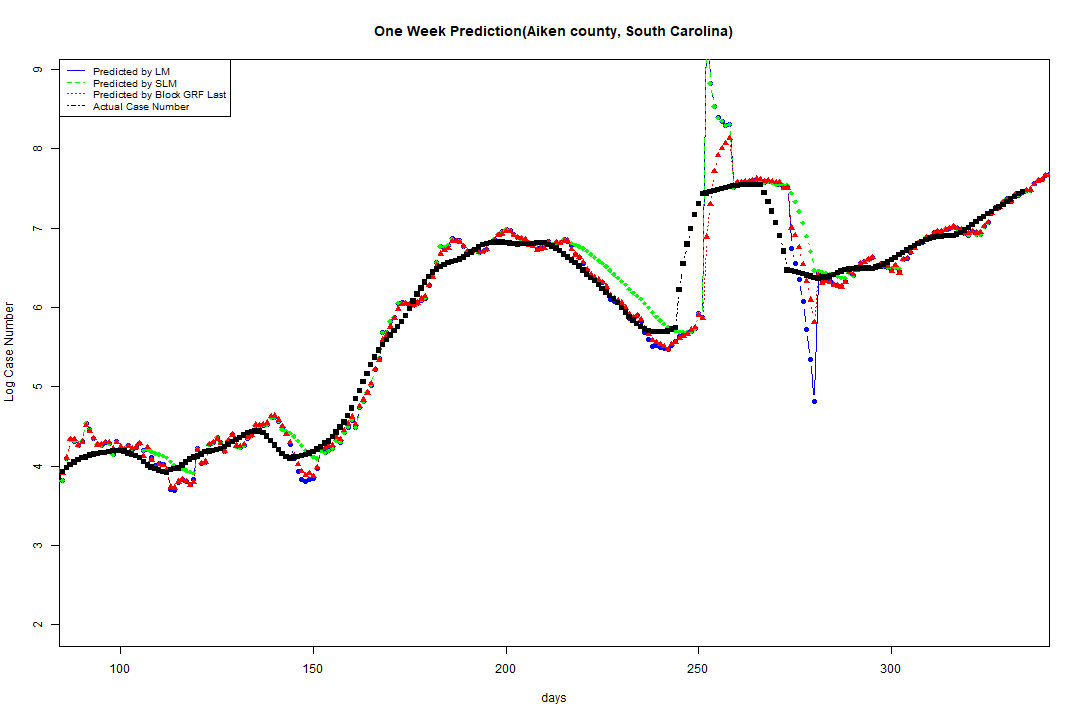 One Week Prediction(Aiken county, South Carolina)
Predicted by LM
Predicted by SLM
Predicted by Block GRF Last
Actual Case Number
9
8
7
6
5
4
3
2
Log Case Number
100 150 200 250 300
days